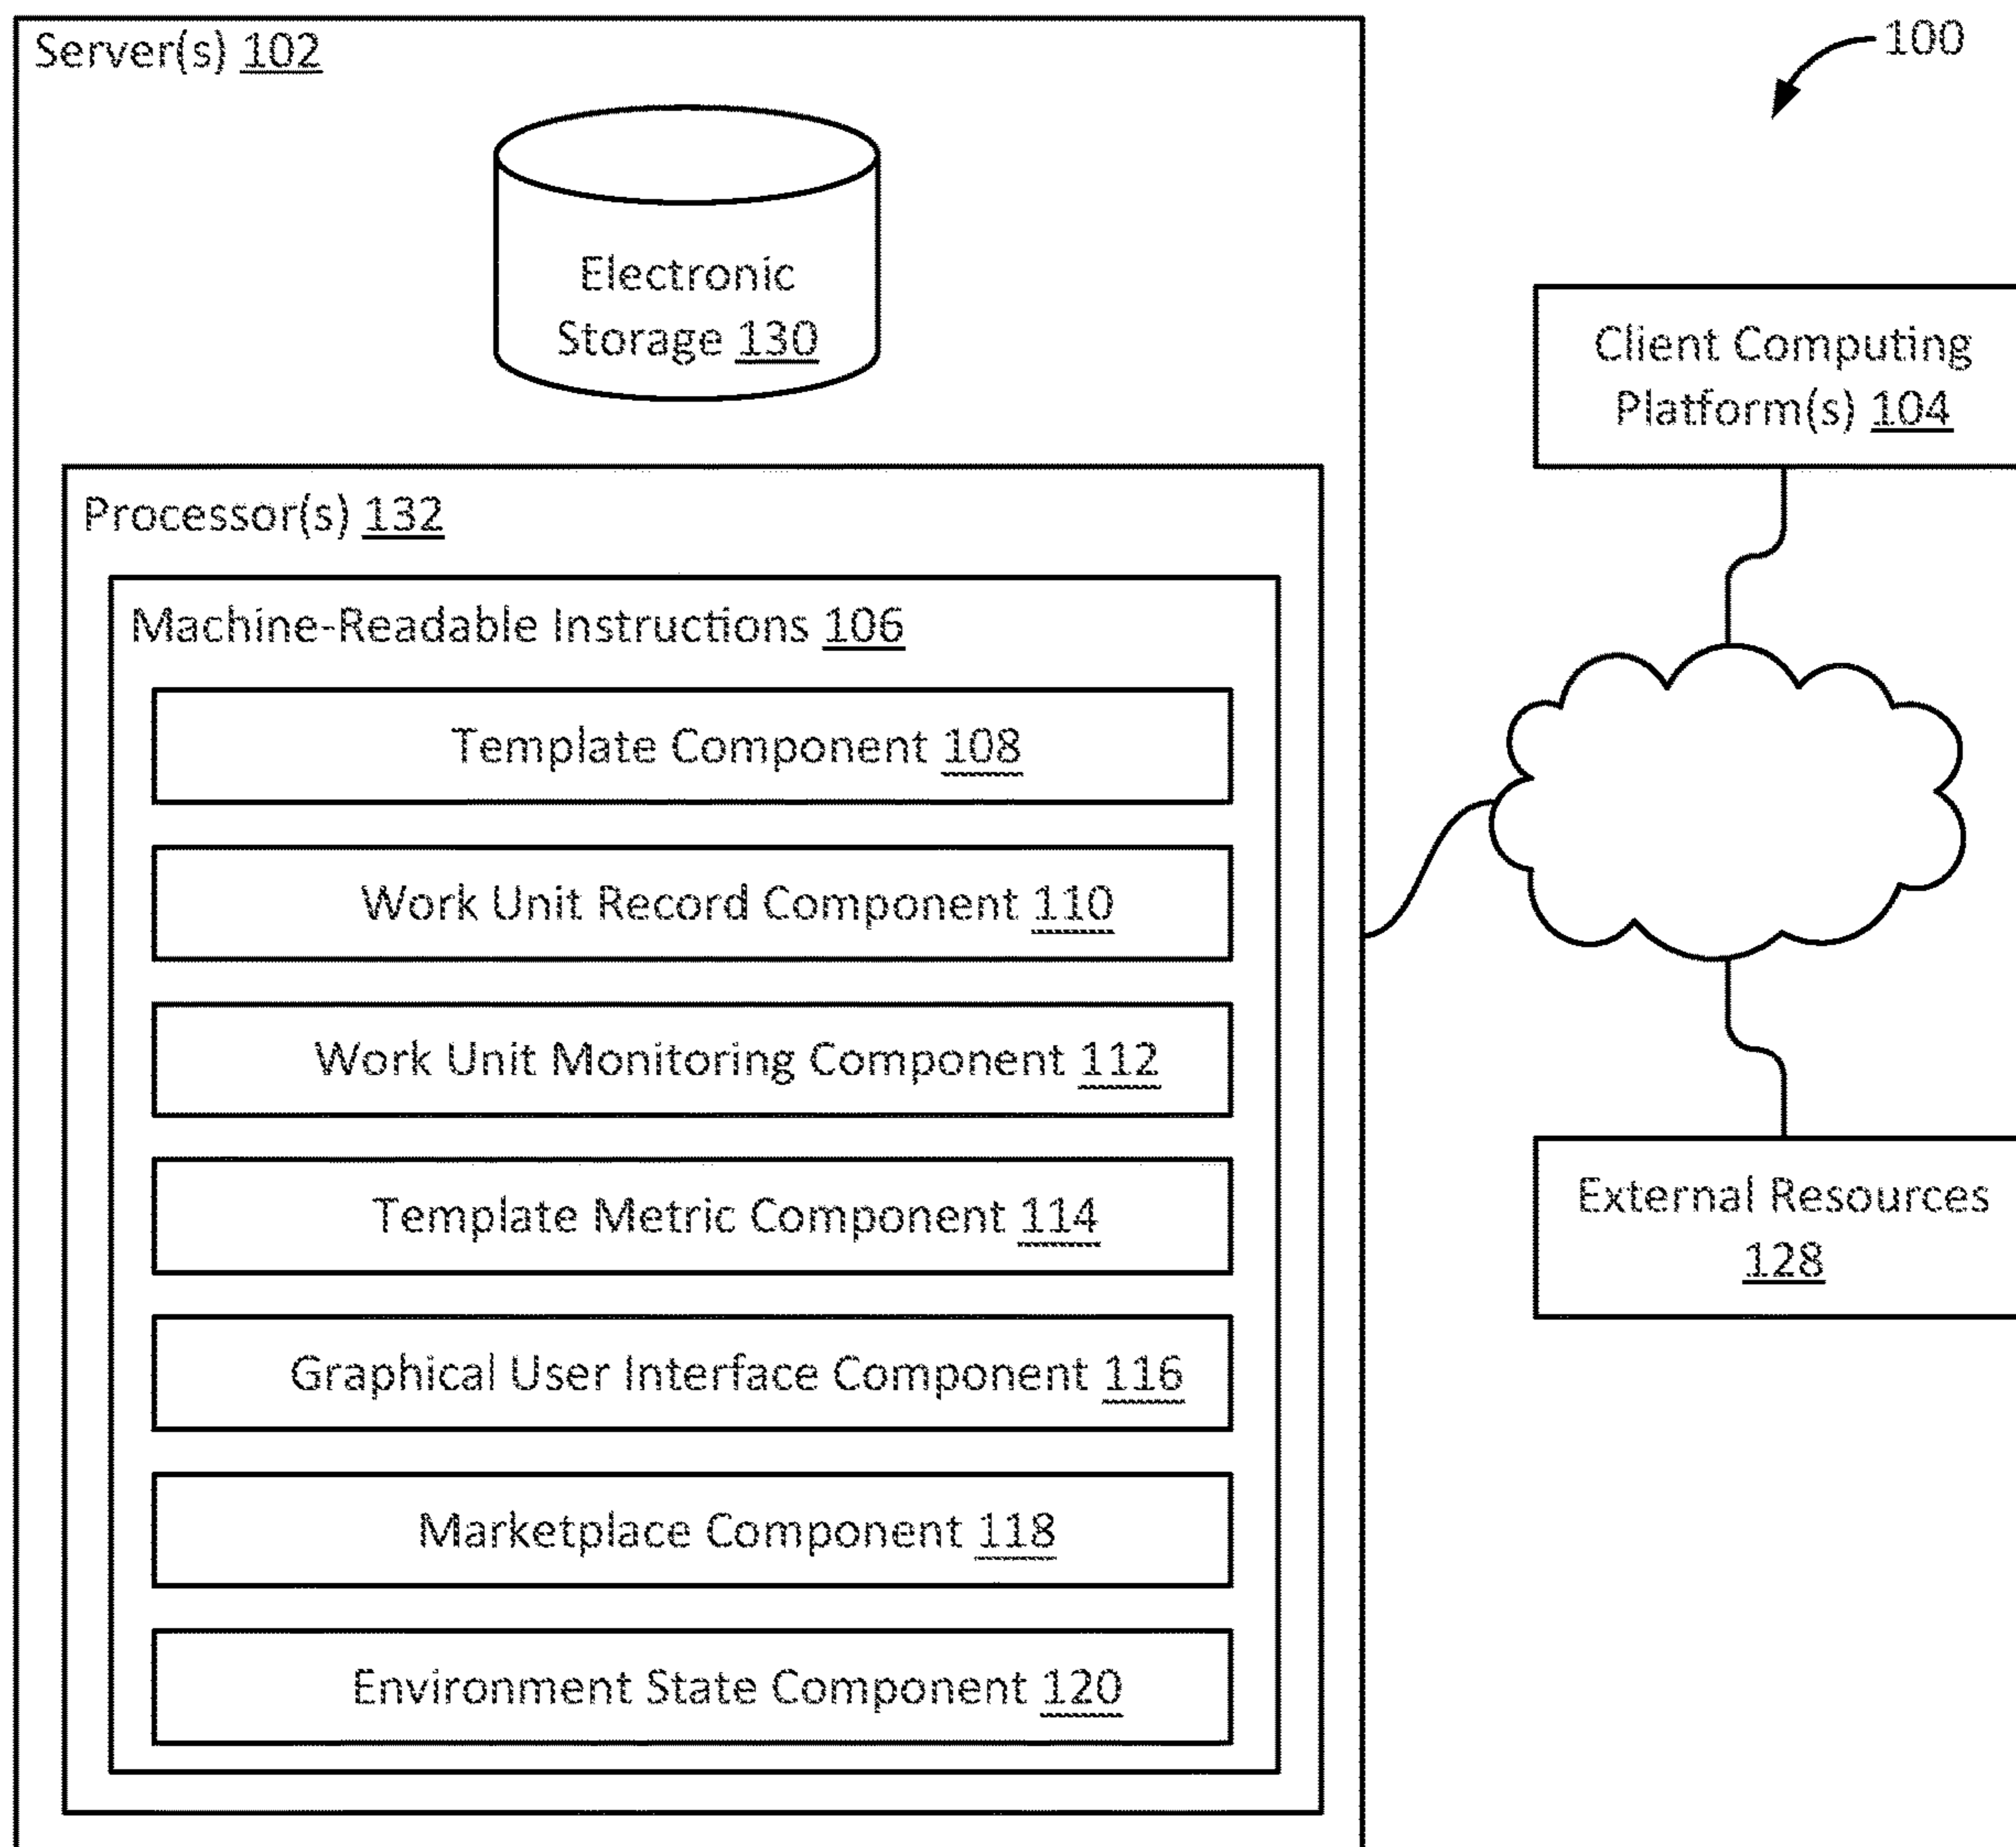 Server(s) 102
100
Electronic
Storage 130
Client Computing
Platform(s) 104
Processor(s) 132
Machine-Readable Instructions 106
Template Component 108
Work Unit Record Component 110
Work Unit Monitoring Component 112
Template Metric Component 114
External Resources
128
Graphical User Interface Component 116
Marketplace Component 118
Environment State Component 120